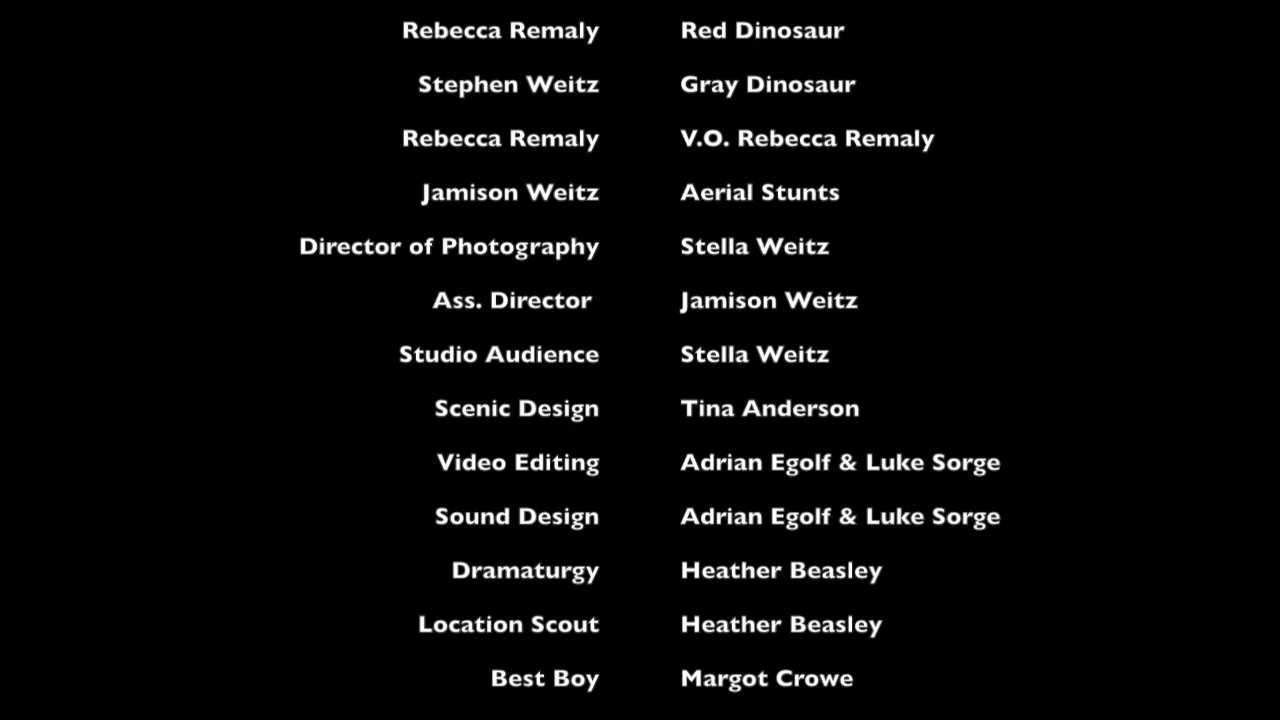 Rebecca Remaly Red Dinosaur
Stephen Weitz Gray Dinosaur
Rebecca Remaly V.O. Rebecca Remaly
Jamison Weitz Aerial Stunts
Director of Photography Stella Weitz
Ass. Director Jamison Weitz
Studio Audience Stella Weitz
Scenic Design Tina Anderson
Video Editing Adrian Egolf & Luke Sorge
Sound Design Adrian Egolf & Luke Sorge
Dramaturgy Heather Beasley
Location Scout Heather Beasley
Best Boy Margot Crowe